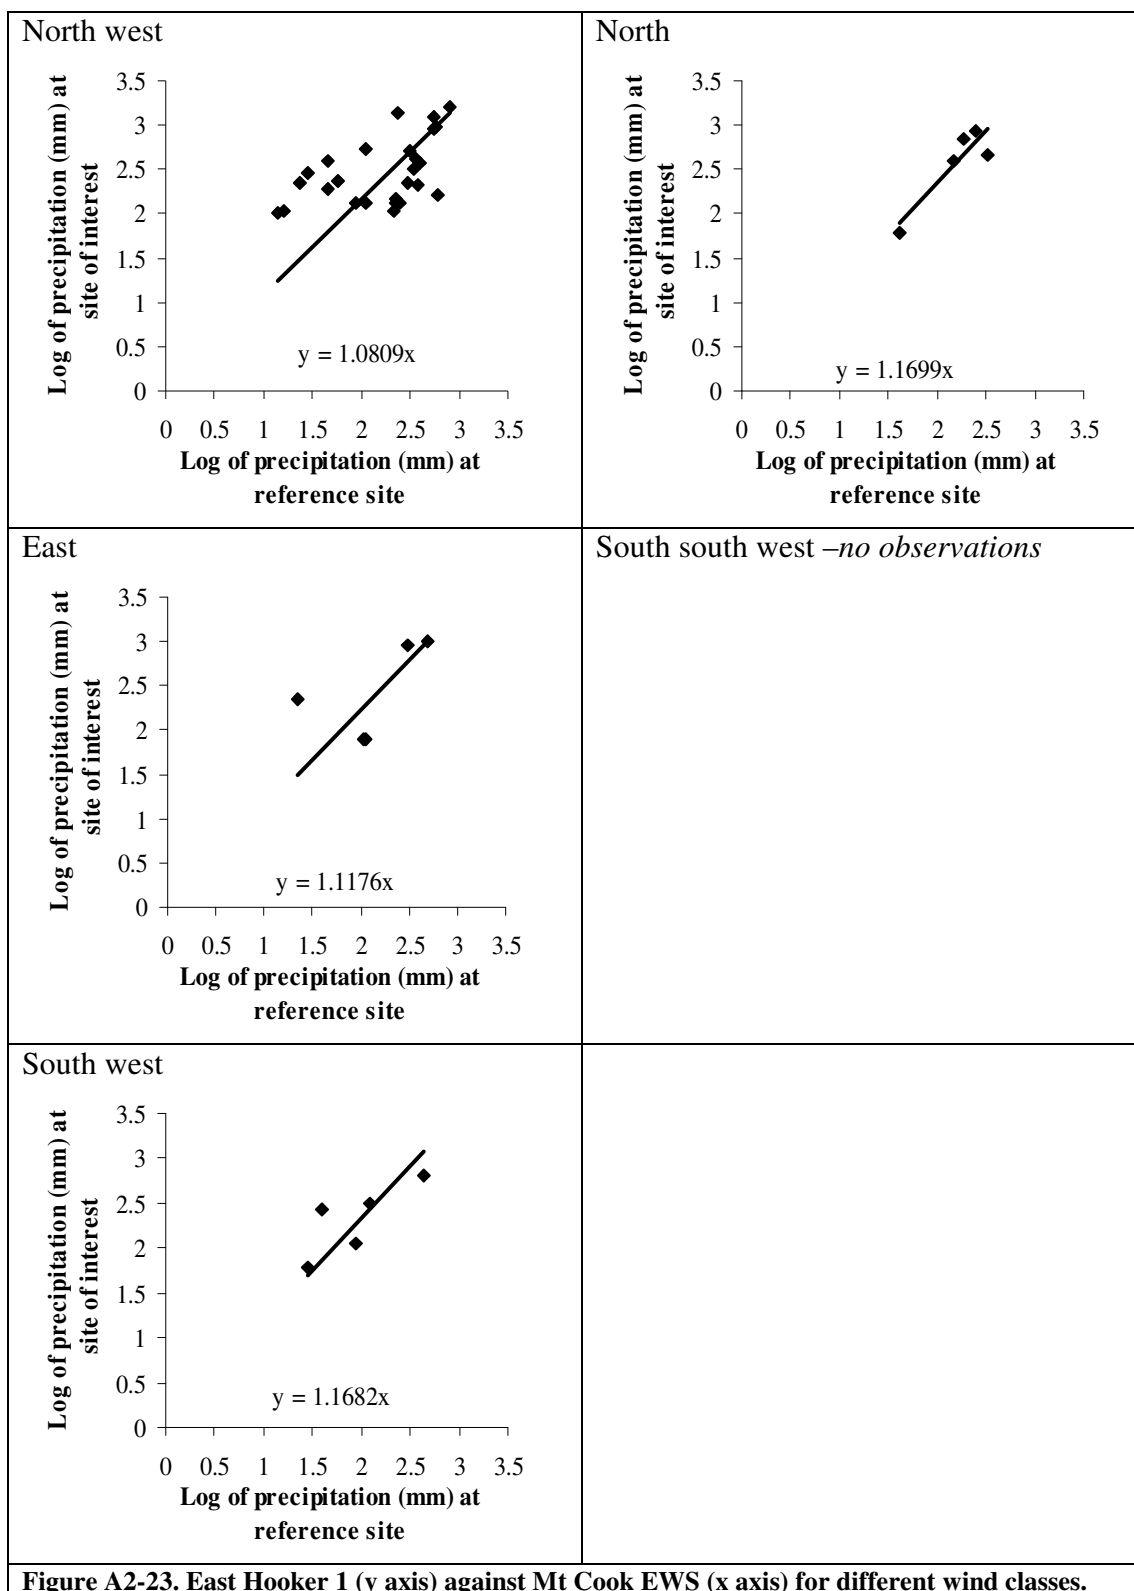 North west
Log of precipitation (mm) at
site of interest
3.5
3
2.5
2
1.5
1
0.5
0
y = 1.0809x
0 0.5 1 1.5 2 2.5 3 3.5
Log of precipitation (mm) at
reference site
North
Log of precipitation (mm) at
site of interest
3.5
3
2.5
2
1.5
1
0.5
0
y = 1.1699x
0 0.5 1 1.5 2 2.5 3 3.5
Log of precipitation (mm) at
reference site
East
Log of precipitation (mm) at
site of interest
3.5
3
2.5
2
1.5
1
0.5
0
y = 1.1176x
0 0.5 1 1.5 2 2.5 3 3.5
Log of precipitation (mm) at
reference site
South south west –no observations
South west
Log of precipitation (mm) at
site of interest
3.5
3
2.5
2
1.5
1
0.5
0
y = 1.1682x
0 0.5 1 1.5 2 2.5 3 3.5
Log of precipitation (mm) at
reference site
Figure A2-23. East Hooker 1 (y axis) against Mt Cook EWS (x axis) for different wind classes.